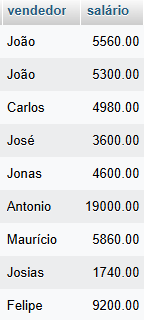 vendedor salário
João 5560.00
João 5300.00
Carlos 4980.00
José 3600.00
Jonas 4600.00
Antonio 19000.00
Maurício 5860.00
Josias 1740.00
Felipe 9200.00